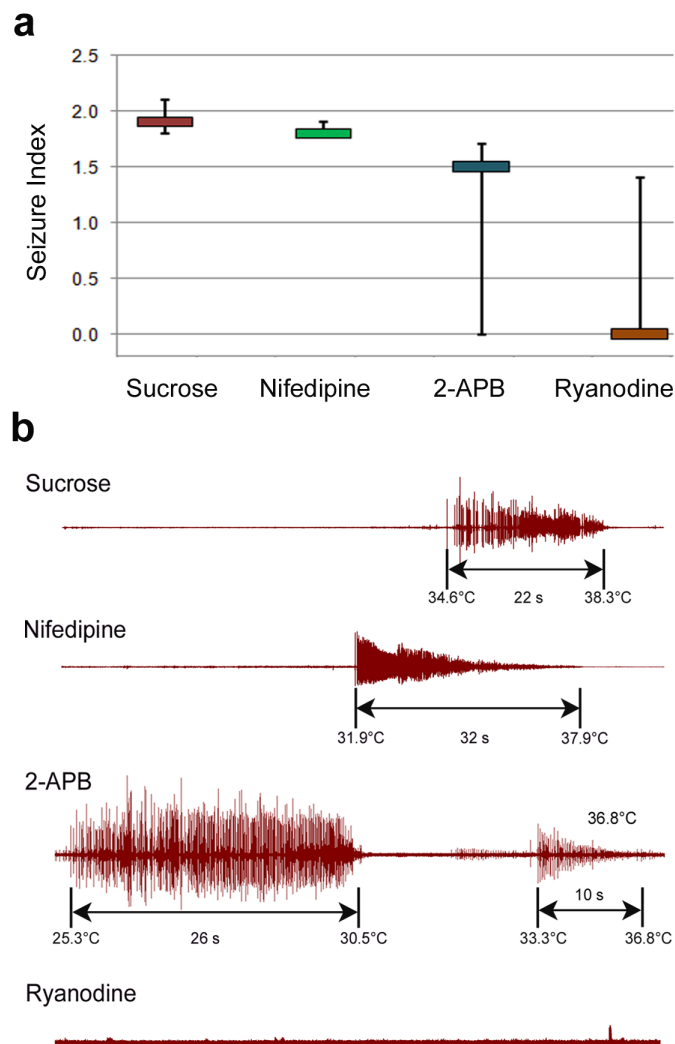 a
2.5
2.0
1.5
1.0
0.5
0.0
Seizure Index
Sucrose Nifedipine 2-APB Ryanodine
b
Sucrose
34.6°C 22 s 38.3°C
Nifedipine
31.9°C 32 s 37.9°C
2-APB
36.8°C
10 s
25.3°C 26 s 30.5°C 33.3°C 36.8°C
Ryanodine